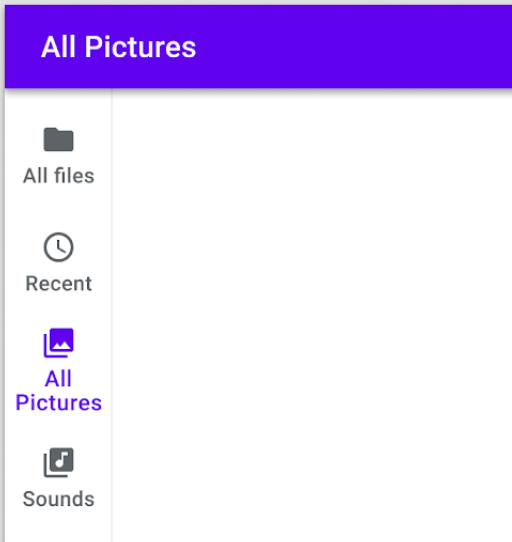 All Pictures
All files
Recent
All
Pictures
Sounds